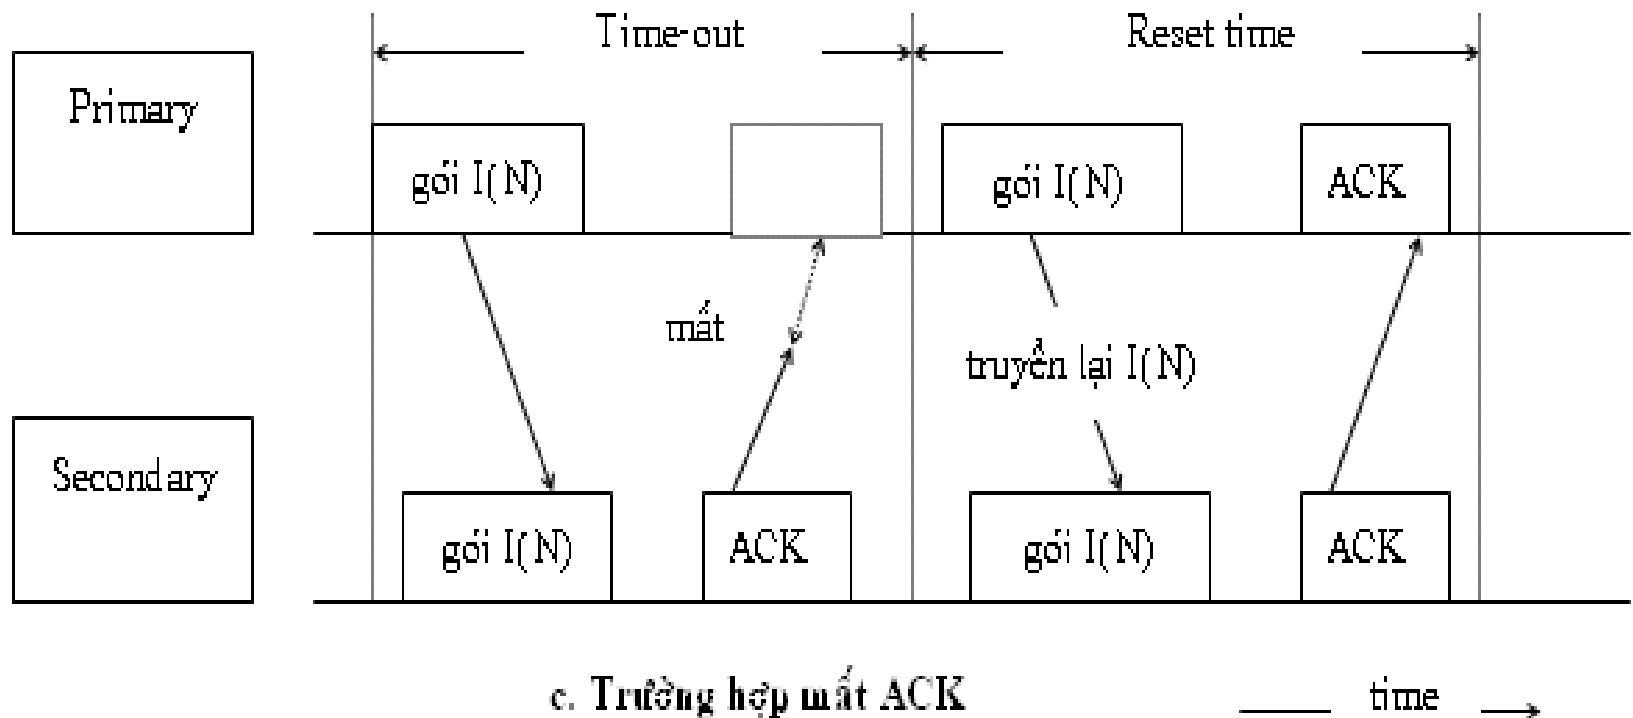 Time-out
Reset time
Primary
gói I(N)
gói I(N)
ACK
mất
truyền lại I(N)
Secondary
gói I(N)
ACK
gói I(N)
ACK
c. Trường hợp mất ACK
time